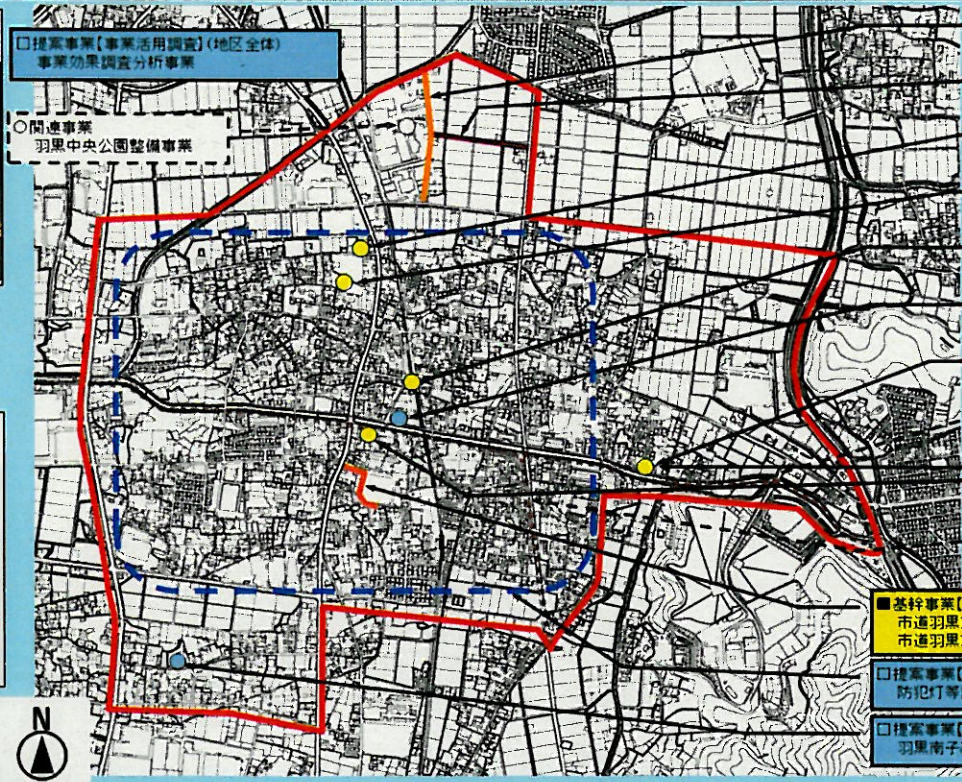 □提案事業【事業活用調査】(地区全体)
事業効果調査分析事業
○関連事業
羽黒中央公園整備事業
■基幹事業【
市道羽黒
市道羽黒
□提案事業【
防犯灯等
□提案事業【
羽黒南子
N